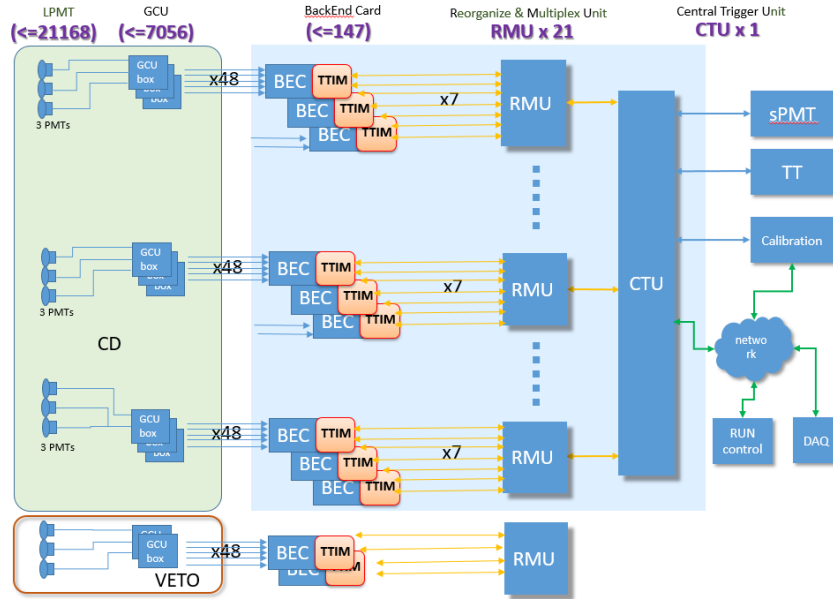 LPMT
GCU
BackEnd Card
Reorganize & Multiplex Unit
Central Trigger Unit
(<=21168)
(<=7056)
(<=147)
RMU x 21
CTU x 1
GCU
box
box
3 PMTs
x48
BEC
TTIM
BEC
TTIM
BEC
TTIM
x7
RMU
sPMT
TT
GCU
box
box
3 PMTs
x48
BEC
TTIM
BEC
TTIM
BEC
TTIM
x7
RMU
CTU
Calibration
CD
netwo
rk
GCU
box
box
3 PMTs
x48
BEC
TTIM
BEC
TTIM
BEC
TTIM
x7
RMU
RUN
control
DAQ
GCU
GCU
box
VETO
x48
BEC
TTIM
BEC
RMU